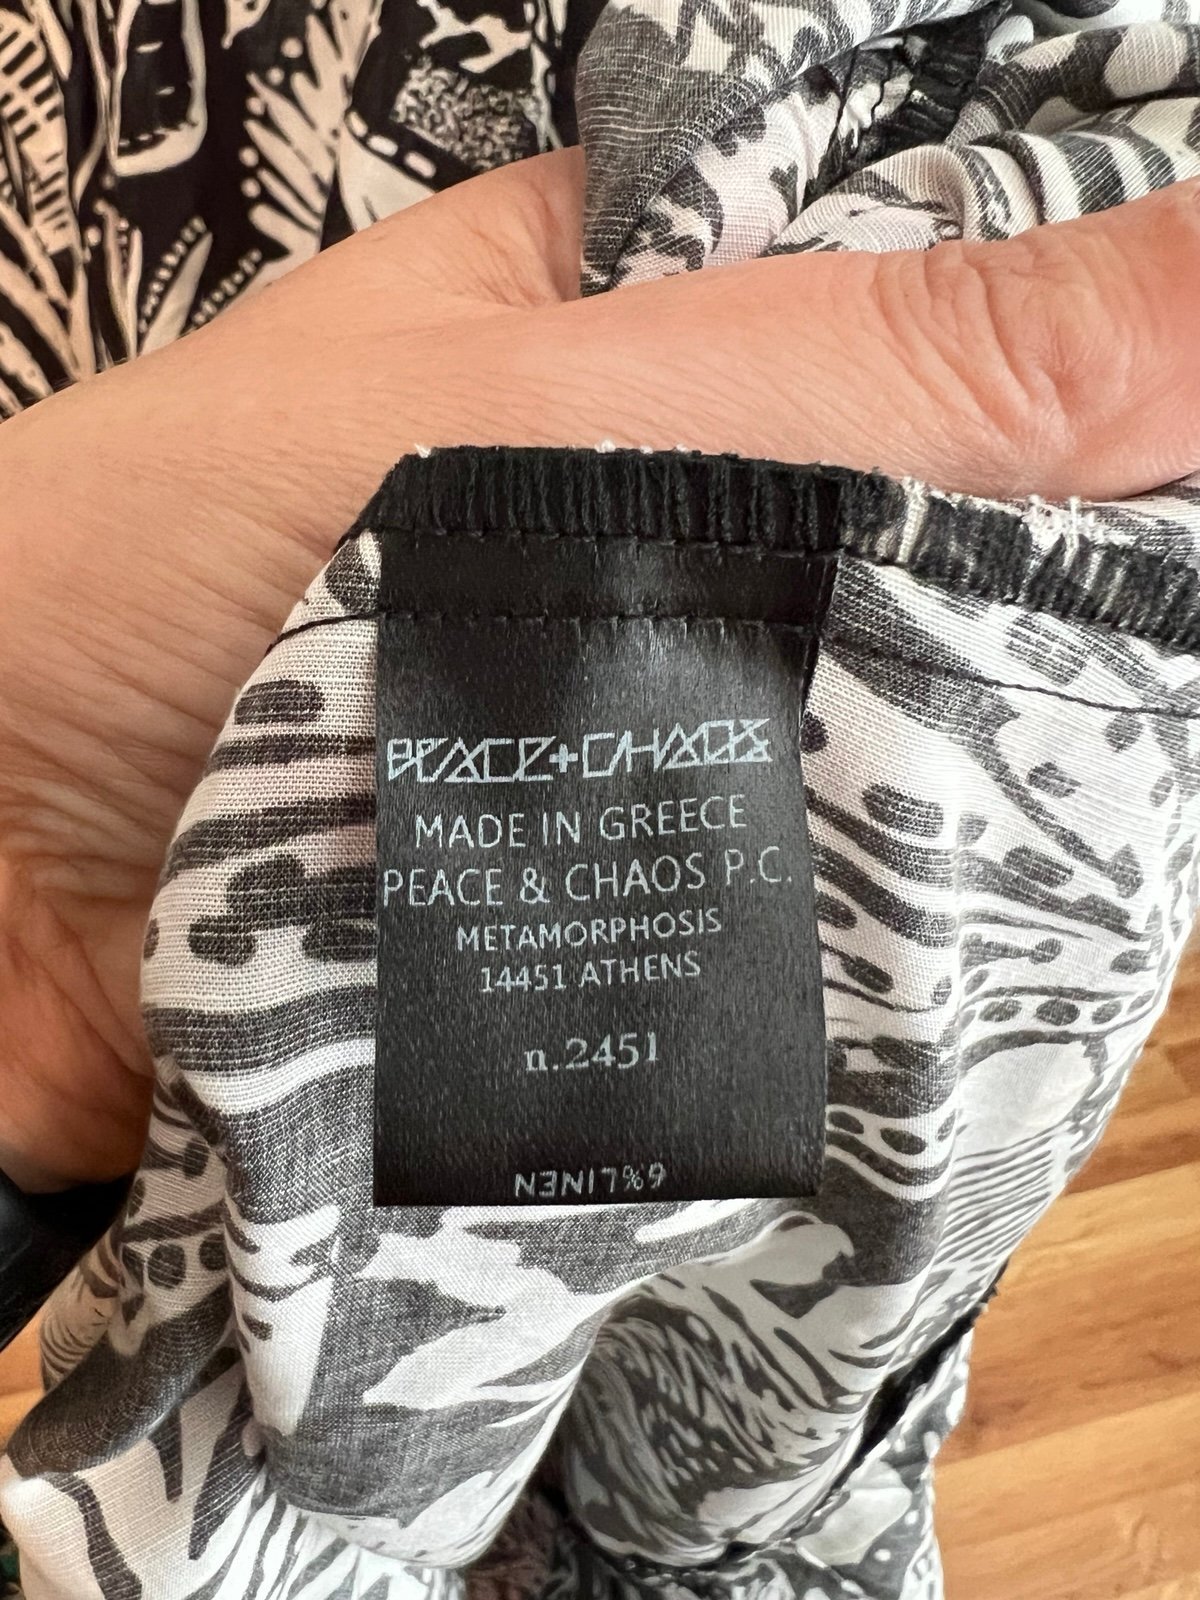 PEACE+CHAOS
MADE IN GREECE
PEACE & CHAOS P.C.
METAMORPHOSIS
14451 ATHENS
n.2451
6%LINEN